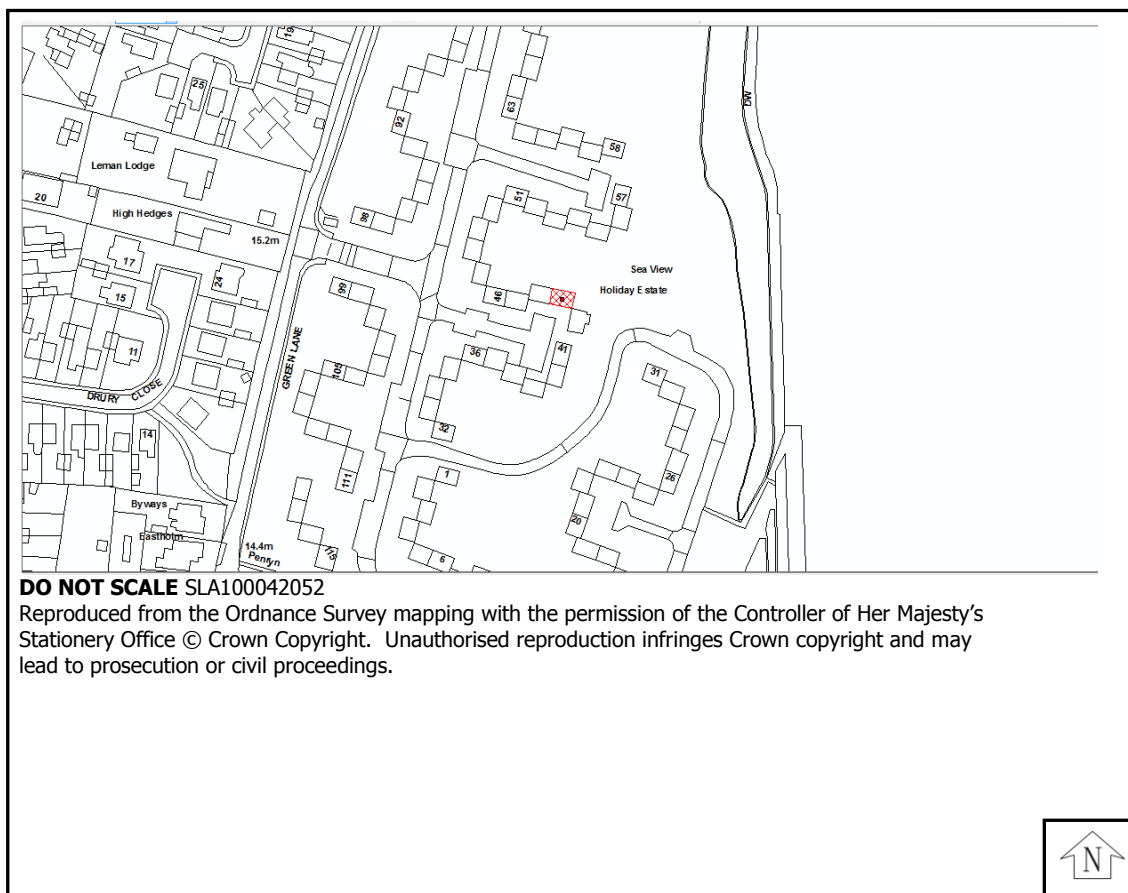 19
25
63
92
58
Leman Lodge
57
51
20
High Hedges
98
15.2m
17
Sea View
24
Holiday Estate
99
46
15
GREEN LANE
11
36
41
105
31
DRURY CLOSE
32
14
1
26
111
Byways
20
Eastholm
14.4m
Penryn
115
6
DW
DO NOT SCALE SLA100042052
Reproduced from the Ordnance Survey mapping with the permission of the Controller of Her Majesty's
Stationery Office © Crown Copyright.  Unauthorised reproduction infringes Crown copyright and may
lead to prosecution or civil proceedings.
N